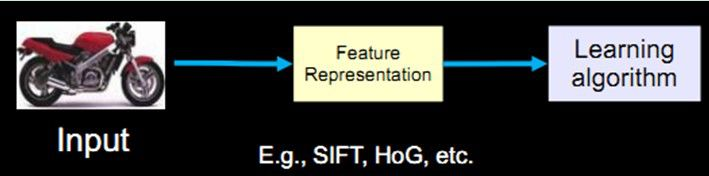 Feature
Representation
Learning
algorithm
Input
E.g., SIFT, HoG, etc.